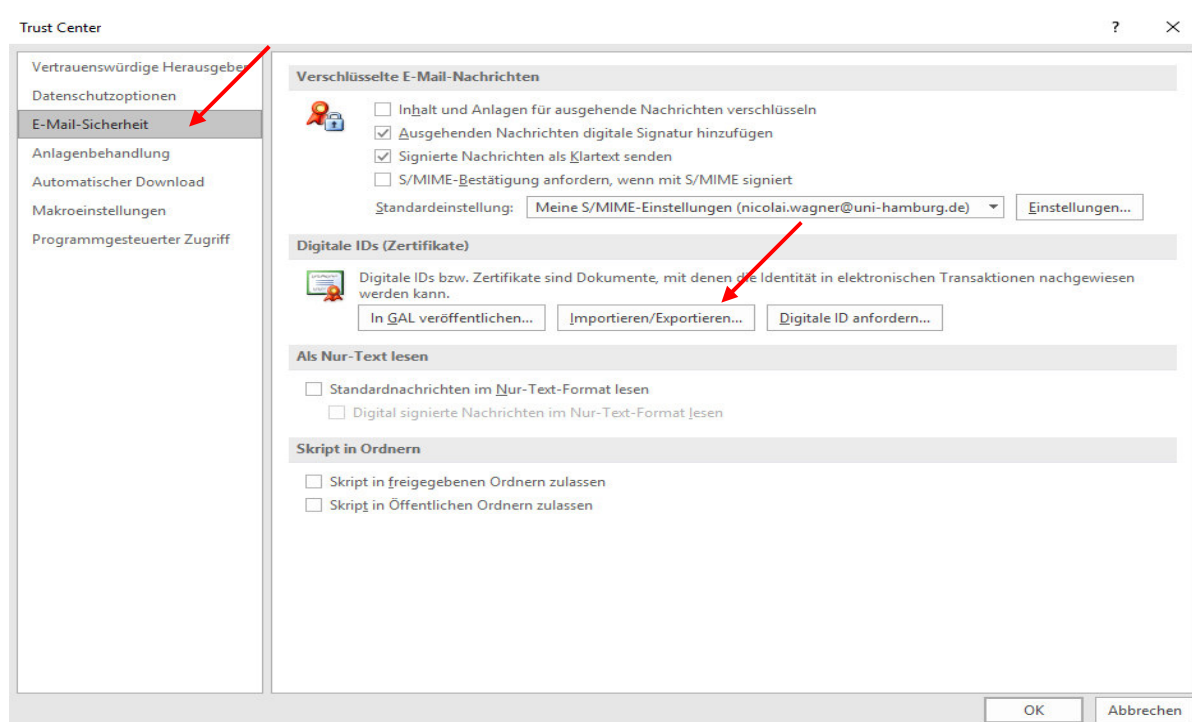 Trust Center
?
Vertrauenswürdige Herausgeber
Datenschutzoptionen
E-Mail-Sicherheit
Anlagenbehandlung
Automatischer Download
Makroeinstellungen
Programmgesteuerter Zugriff
Verschlüsselte E-Mail-Nachrichten
Inhalt und Anlagen für ausgehende Nachrichten verschlüsseln
Ausgehenden Nachrichten digitale Signatur hinzufügen
Signierte Nachrichten als Klartext senden
S/MIME-Bestätigung anfordern, wenn mit S/MIME signiert
Standardeinstellung: Meine S/MIME-Einstellungen (nicolai.wagner@uni-hamburg.de) Einstellungen...
Digitale IDs (Zertifikate)
Digitale IDs bzw. Zertifikate sind Dokumente, mit denen die Identität in elektronischen Transaktionen nachgewiesen
werden kann.
In GAL veröffentlichen... Importieren/Exportieren... Digitale ID anfordern...
Als Nur-Text lesen
Standardnachrichten im Nur-Text-Format lesen
Digital signierte Nachrichten im Nur-Text-Format lesen
Skript in Ordnern
Skript in freigegebenen Ordnern zulassen
Skript in Öffentlichen Ordnern zulassen
OK Abbrechen